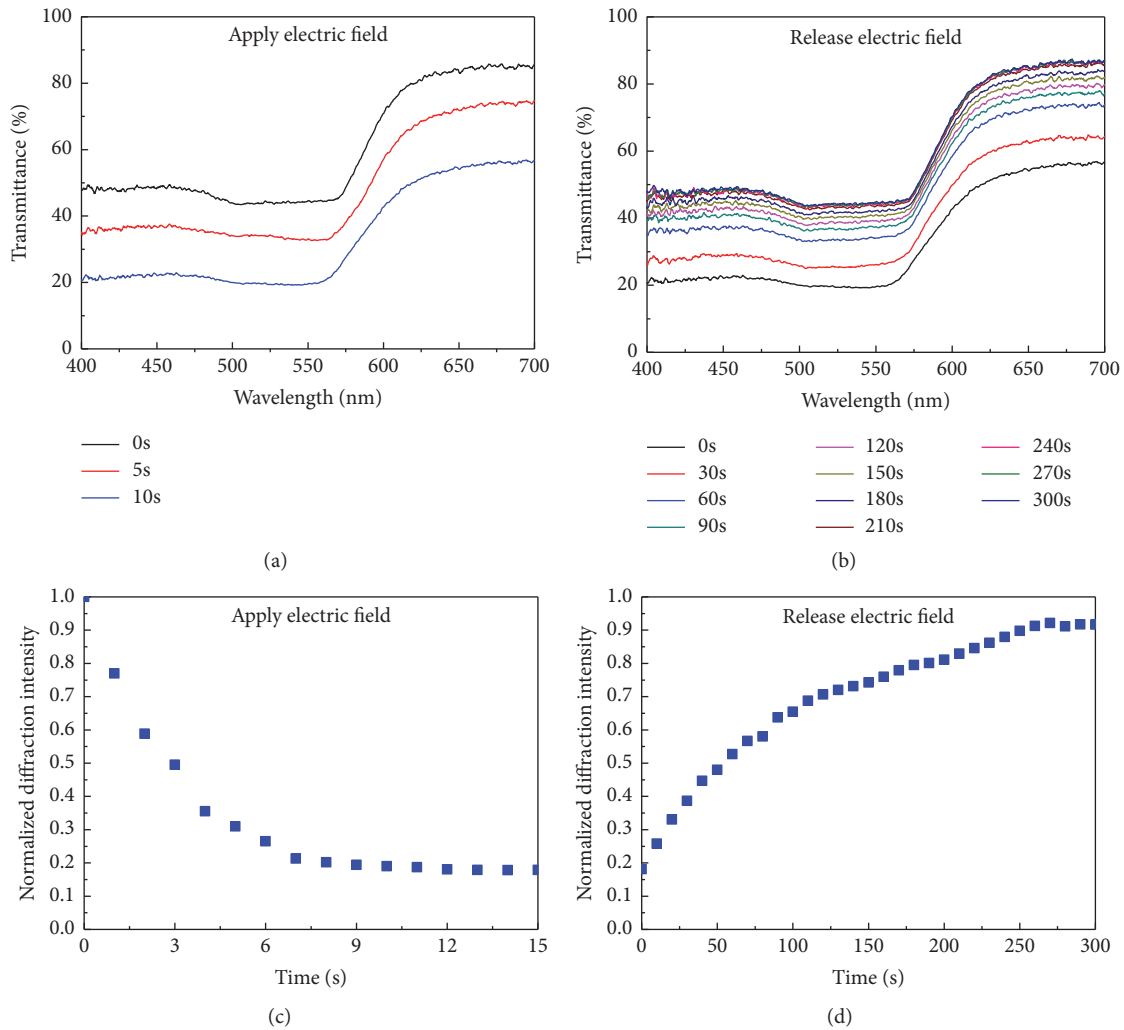 Apply electric field
Transmittance (%)
100
80
60
40
20
0
400 450 500 550 600 650 700
Wavelength (nm)
0s
5s
10s
(a)
Release electric field
Transmittance (%)
100
80
60
40
20
0
400 450 500 550 600 650 700
Wavelength (nm)
0s 120s 240s
30s 150s 270s
60s 180s 300s
90s 210s
(b)
Apply electric field
Normalized diffraction intensity
1.0
0.9
0.8
0.7
0.6
0.5
0.4
0.3
0.2
0.1
0.0
0 3 6 9 12 15
Time (s)
(c)
Release electric field
Normalized diffraction intensity
1.0
0.9
0.8
0.7
0.6
0.5
0.4
0.3
0.2
0.1
0.0
0 50 100 150 200 250 300
Time (s)
(d)